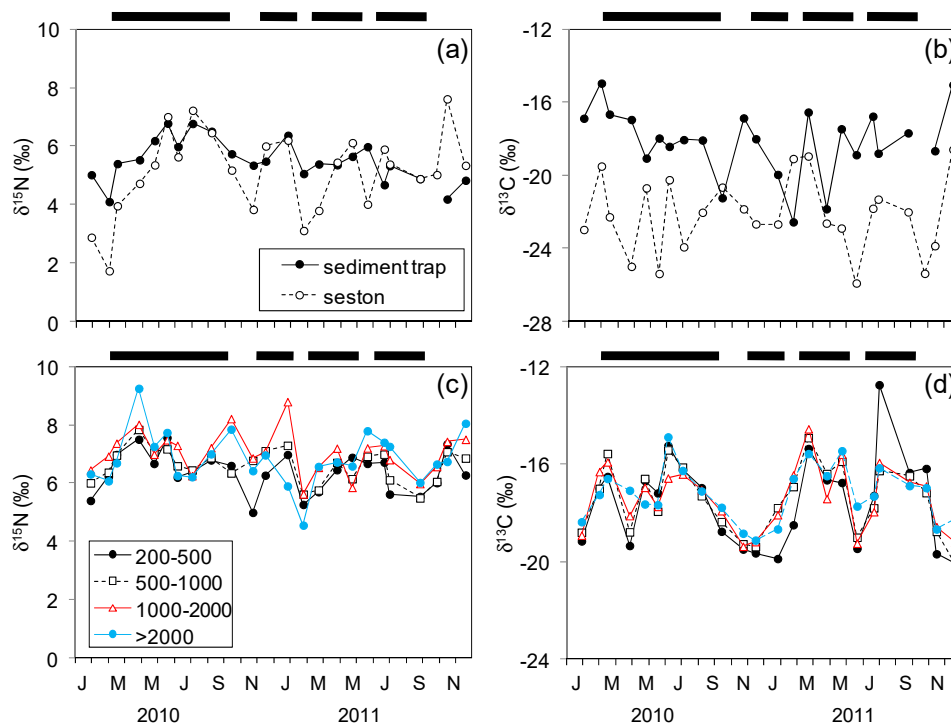 (a)
10
8
6
4
2
0
δ¹⁵N (‰)
sediment trap
seston
(b)
-12
-16
-20
-24
-28
δ¹³C (‰)
(c)
10
8
6
4
2
0
δ¹⁵N (‰)
200-500
500-1000
1000-2000
>2000
J M M J S N J M M J S N
2010 2011
(d)
-12
-16
-20
-24
δ¹³C (‰)
J M M J S N J M M J S N
2010 2011